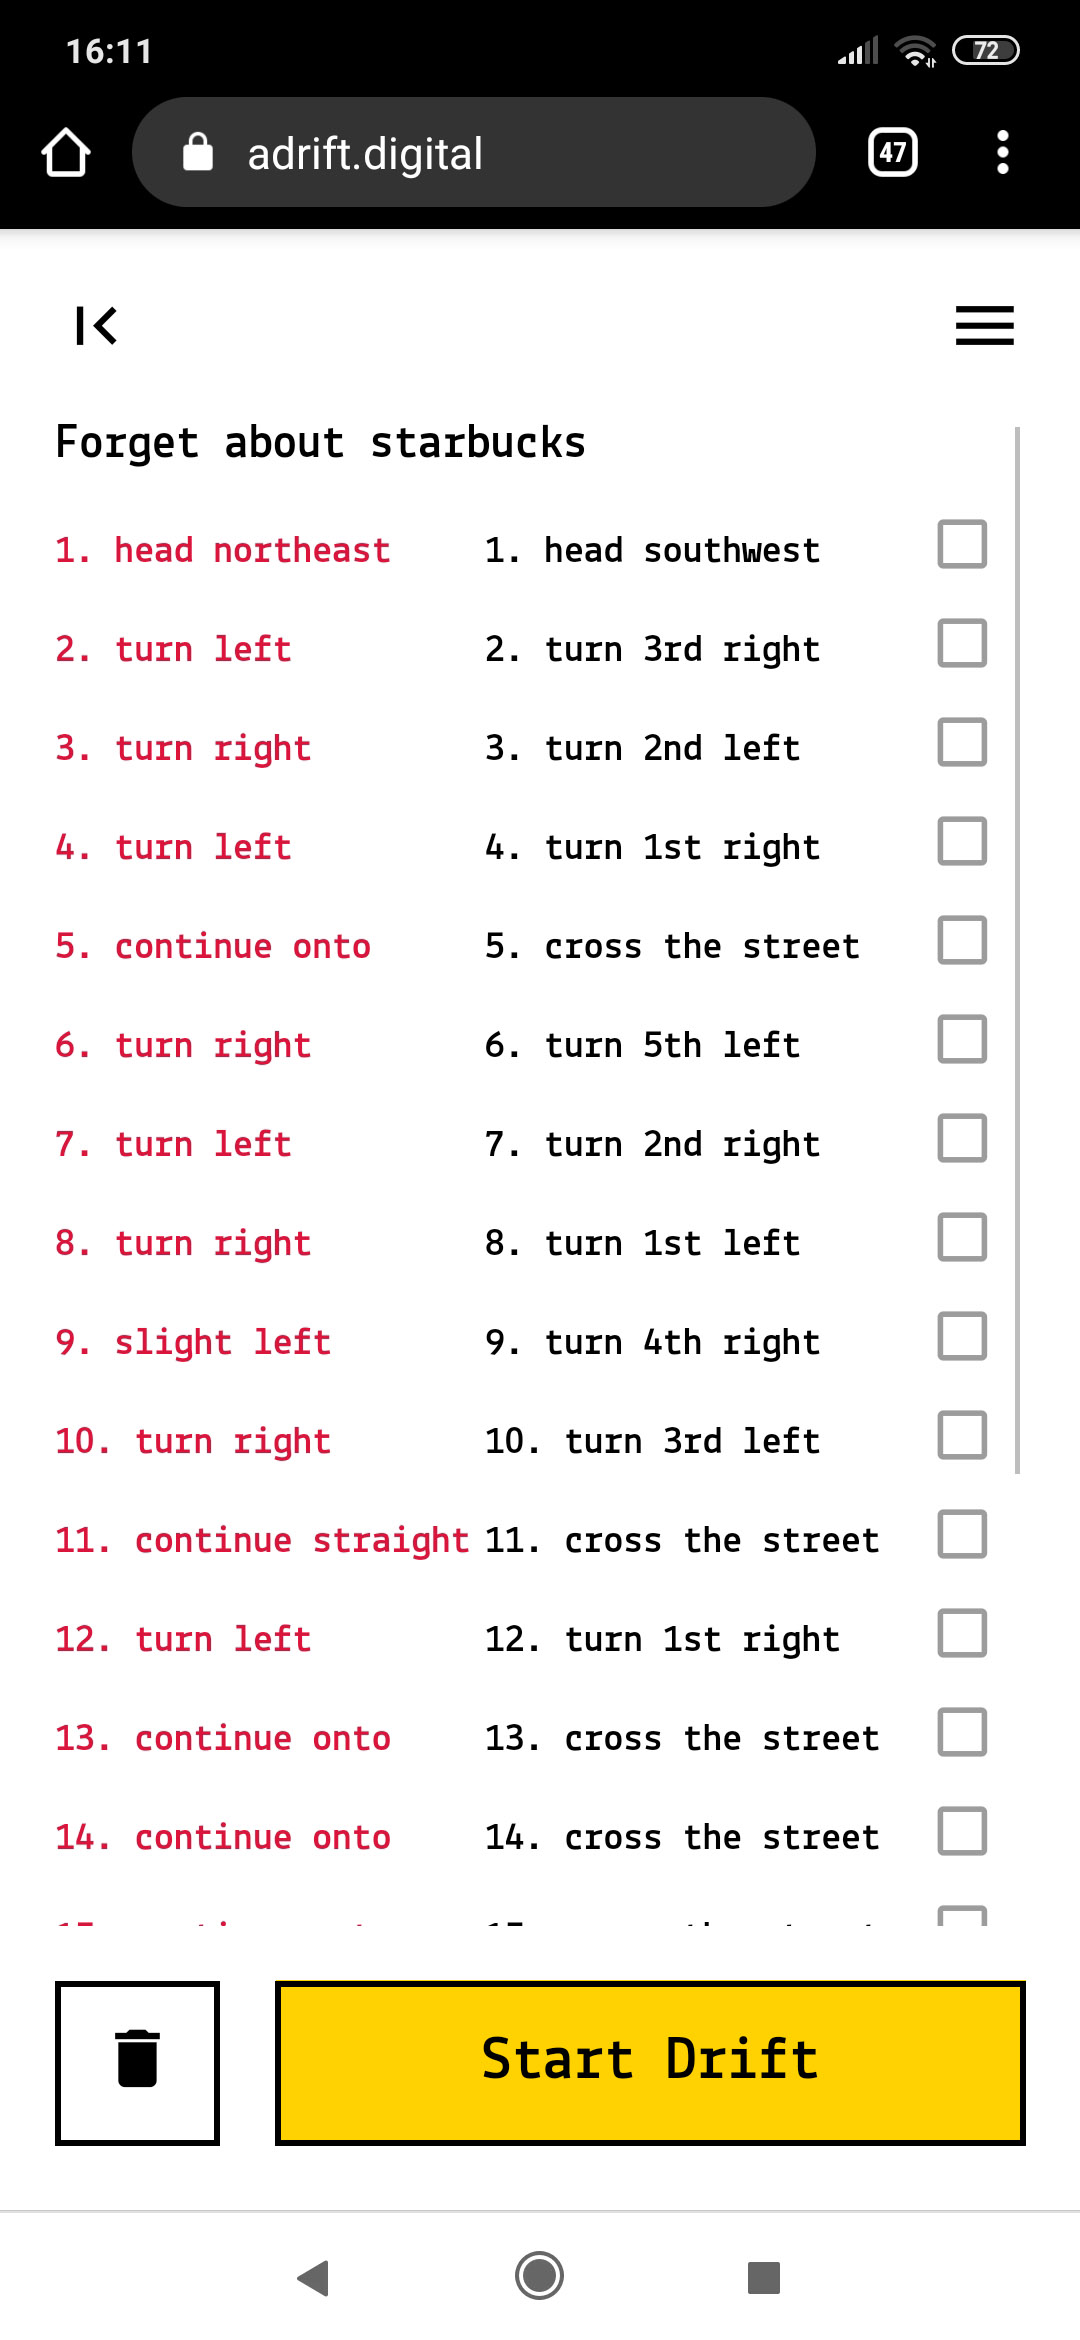 16:11
72
adrift.digital
47
Forget about starbucks
1. head northeast 1. head southwest
2. turn left 2. turn 3rd right
3. turn right 3. turn 2nd left
4. turn left 4. turn 1st right
5. continue onto 5. cross the street
6. turn right 6. turn 5th left
7. turn left 7. turn 2nd right
8. turn right 8. turn 1st left
9. slight left 9. turn 4th right
10. turn right 10. turn 3rd left
11. continue straight 11. cross the street
12. turn left 12. turn 1st right
13. continue onto 13. cross the street
14. continue onto 14. cross the street
Start Drift